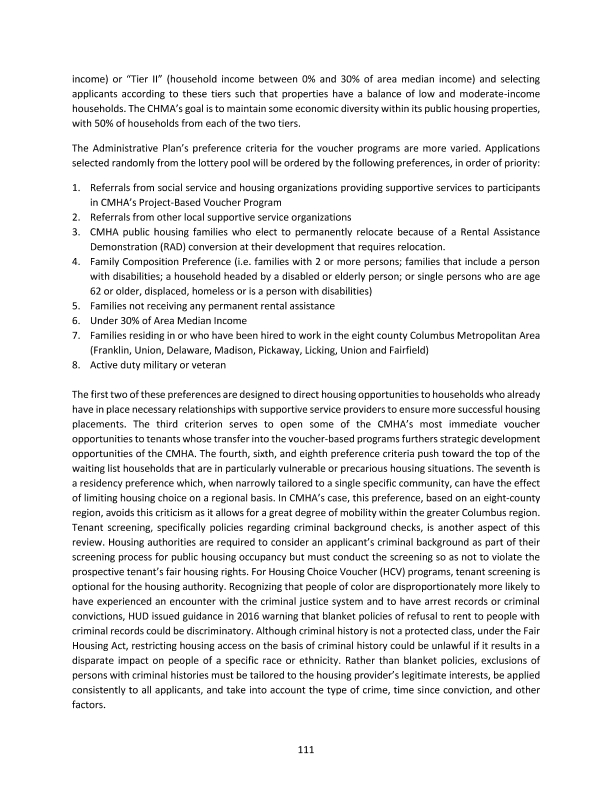 income) or “Tier II” (household income between 0% and 30% of area median income) and selecting
applicants according to these tiers such that properties have a balance of low and moderate-income
households. The CHMA’s goal is to maintain some economic diversity within its public housing properties,
with 50% of households from each of the two tiers.
The Administrative Plan’s preference criteria for the voucher programs are more varied. Applications
selected randomly from the lottery pool will be ordered by the following preferences, in order of priority:
1. Referrals from social service and housing organizations providing supportive services to participants
in CMHA’s Project-Based Voucher Program
2. Referrals from other local supportive service organizations
3. CMHA public housing families who elect to permanently relocate because of a Rental Assistance
Demonstration (RAD) conversion at their development that requires relocation.
4. Family Composition Preference (i.e. families with 2 or more persons; families that include a person
with disabilities; a household headed by a disabled or elderly person; or single persons who are age
62 or older, displaced, homeless or is a person with disabilities)
5. Families not receiving any permanent rental assistance
6. Under 30% of Area Median Income
7. Families residing in or who have been hired to work in the eight county Columbus Metropolitan Area
(Franklin, Union, Delaware, Madison, Pickaway, Licking, Union and Fairfield)
8. Active duty military or veteran
The first two of these preferences are designed to direct housing opportunities to households who already
have in place necessary relationships with supportive service providers to ensure more successful housing
placements. The third criterion serves to open some of the CMHA’s most immediate voucher
opportunities to tenants whose transfer into the voucher-based programs furthers strategic development
opportunities of the CMHA. The fourth, sixth, and eighth preference criteria push toward the top of the
waiting list households that are in particularly vulnerable or precarious housing situations. The seventh is
a residency preference which, when narrowly tailored to a single specific community, can have the effect
of limiting housing choice on a regional basis. In CMHA’s case, this preference, based on an eight-county
region, avoids this criticism as it allows for a great degree of mobility within the greater Columbus region.
Tenant screening, specifically policies regarding criminal background checks, is another aspect of this
review. Housing authorities are required to consider an applicant’s criminal background as part of their
screening process for public housing occupancy but must conduct the screening so as not to violate the
prospective tenant’s fair housing rights. For Housing Choice Voucher (HCV) programs, tenant screening is
optional for the housing authority. Recognizing that people of color are disproportionately more likely to
have experienced an encounter with the criminal justice system and to have arrest records or criminal
convictions, HUD issued guidance in 2016 warning that blanket policies of refusal to rent to people with
criminal records could be discriminatory. Although criminal history is not a protected class, under the Fair
Housing Act, restricting housing access on the basis of criminal history could be unlawful if it results in a
disparate impact on people of a specific race or ethnicity. Rather than blanket policies, exclusions of
persons with criminal histories must be tailored to the housing provider’s legitimate interests, be applied
consistently to all applicants, and take into account the type of crime, time since conviction, and other
factors.
111